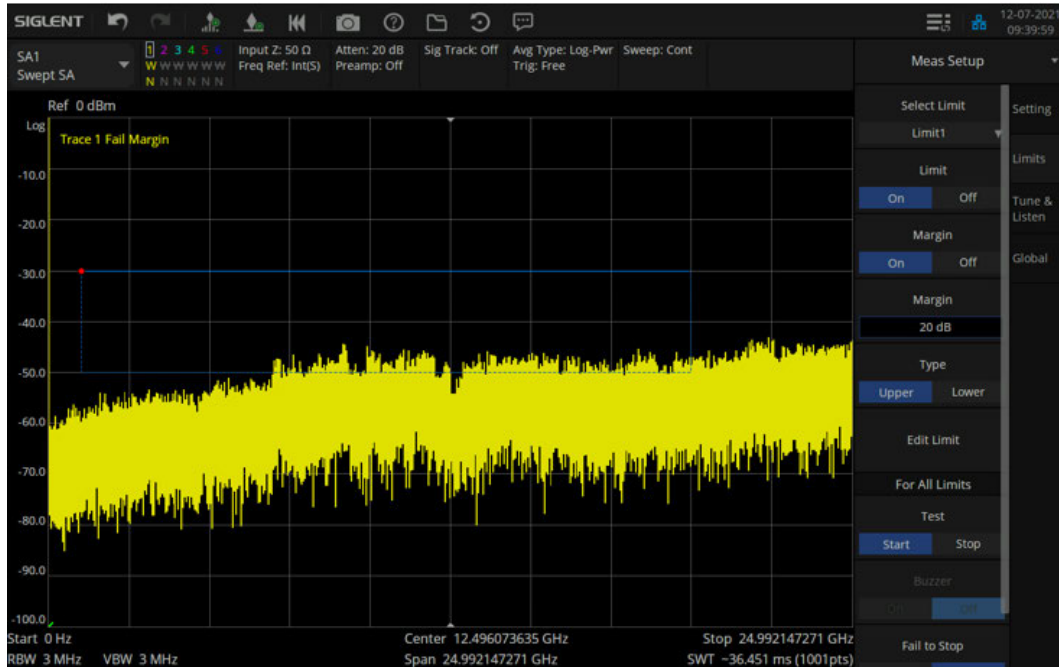 SIGLENT
12-07-2021
09:39:59
SA1
Swept SA
1 2 3 4 5 6
W W W W W W
N N N N N N
Input Z: 50 Ω
Freq Ref: Int(S)
Atten: 20 dB
Preamp: Off
Sig Track: Off
Avg Type: Log-Pwr
Trig: Free
Sweep: Cont
Meas Setup
Ref 0 dBm
Log
Trace 1 Fail Margin
-10.0
-20.0
-30.0
-40.0
-50.0
-60.0
-70.0
-80.0
-90.0
-100.0
Start 0 Hz
Center 12.496073635 GHz
Stop 24.992147271 GHz
RBW 3 MHz
VBW 3 MHz
Span 24.992147271 GHz
SWT ~36.451 ms (1001pts)
Select Limit
Limit1
Limit
On Off
Margin
On Off
Margin
20 dB
Type
Upper Lower
Edit Limit
For All Limits
Test
Start Stop
Buzzer
On Off
Fail to Stop
Setting
Limits
Tune &
Listen
Global